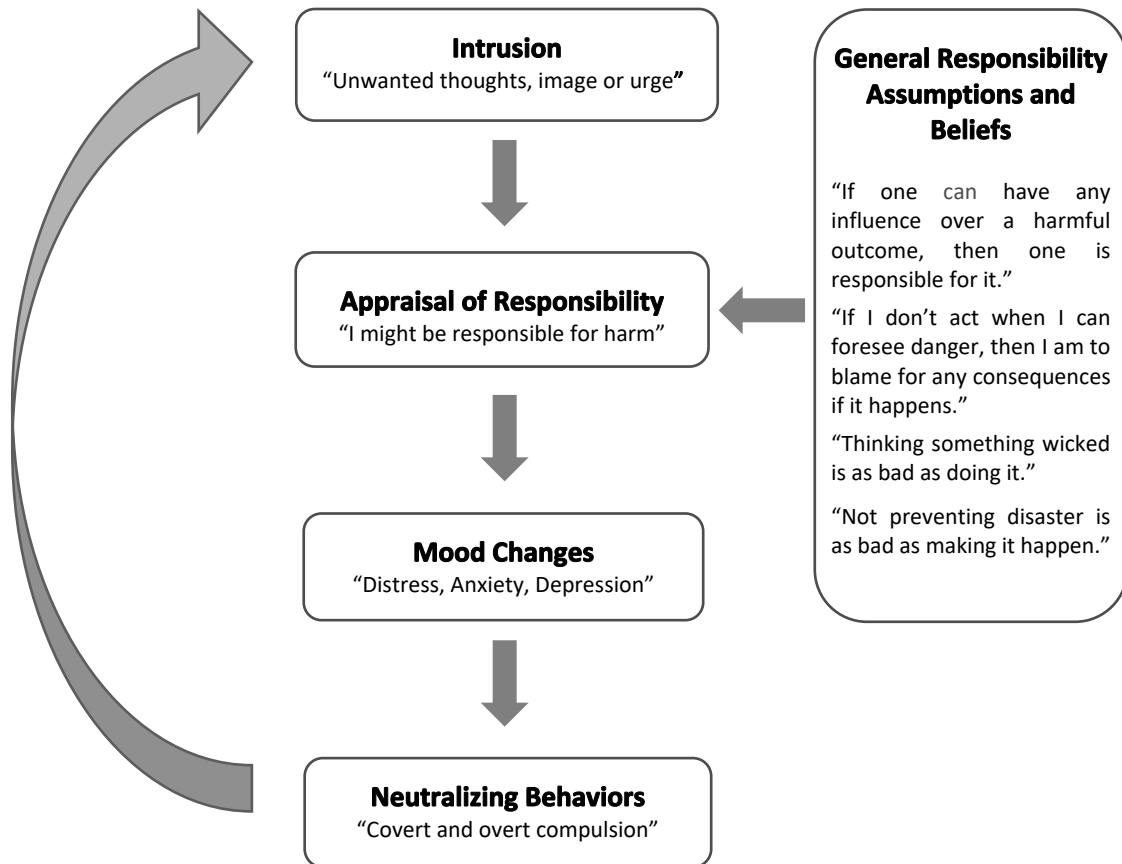 Intrusion
“Unwanted thoughts, image or urge”
Appraisal of Responsibility
“I might be responsible for harm”
Mood Changes
“Distress, Anxiety, Depression”
Neutralizing Behaviors
“Covert and overt compulsion”
General Responsibility
Assumptions and
Beliefs
“If one can have any
influence over a harmful
outcome, then one is
responsible for it.”
“If I don’t act when I can
foresee danger, then I am to
blame for any consequences
if it happens.”
“Thinking something wicked
is as bad as doing it.”
“Not preventing disaster is
as bad as making it happen.”